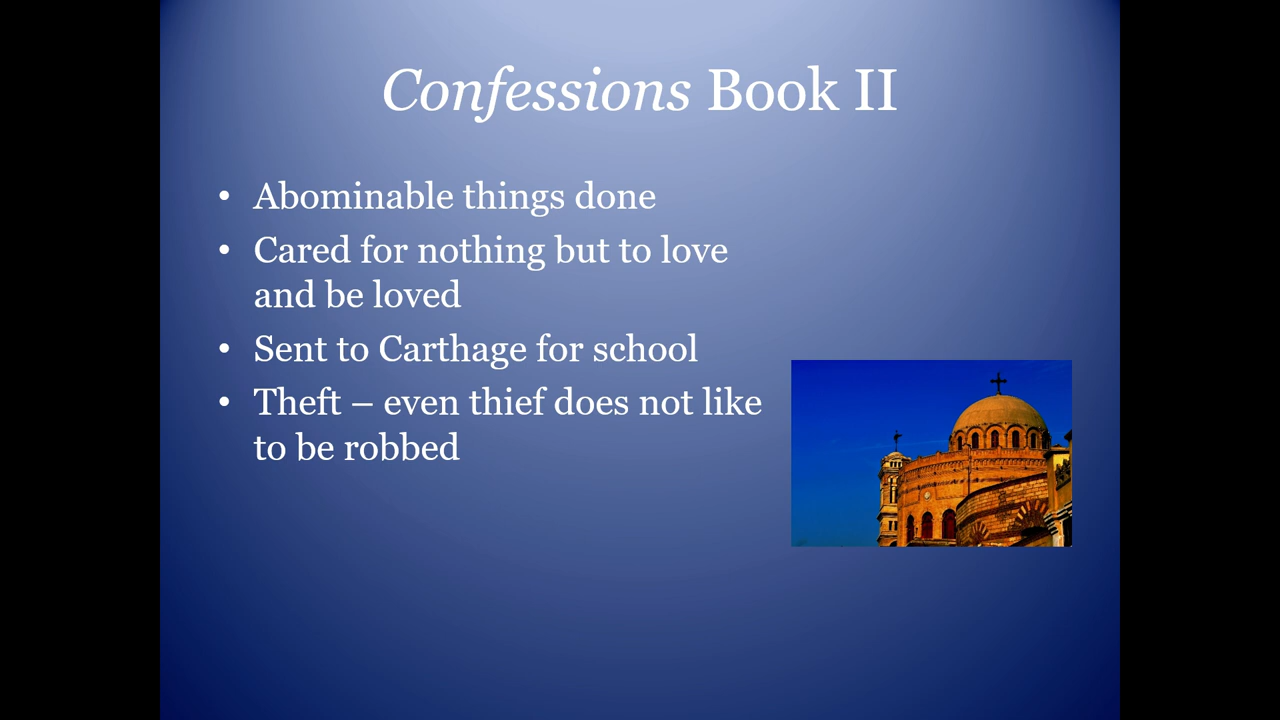 Confessions Book II
• Abominable things done
• Cared for nothing but to love
and be loved
• Sent to Carthage for school
• Theft – even thief does not like
to be robbed